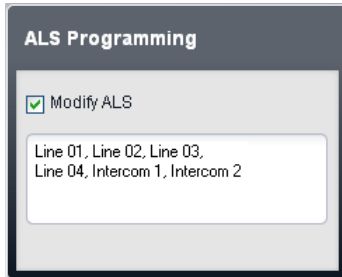 ALS Programming
Modify ALS
Line 01, Line 02, Line 03,
Line 04, Intercom 1, Intercom 2